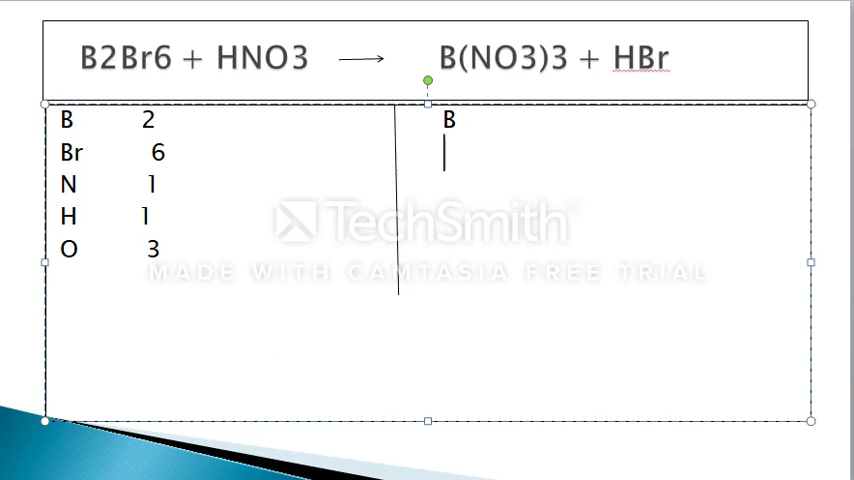 B2Br6 + HNO3 → B(NO3)3 + HBr
B 2 B
Br 6
N 1
H 1
O 3
TechSmith®
MADE WITH CAMTASIA FREE TRIAL